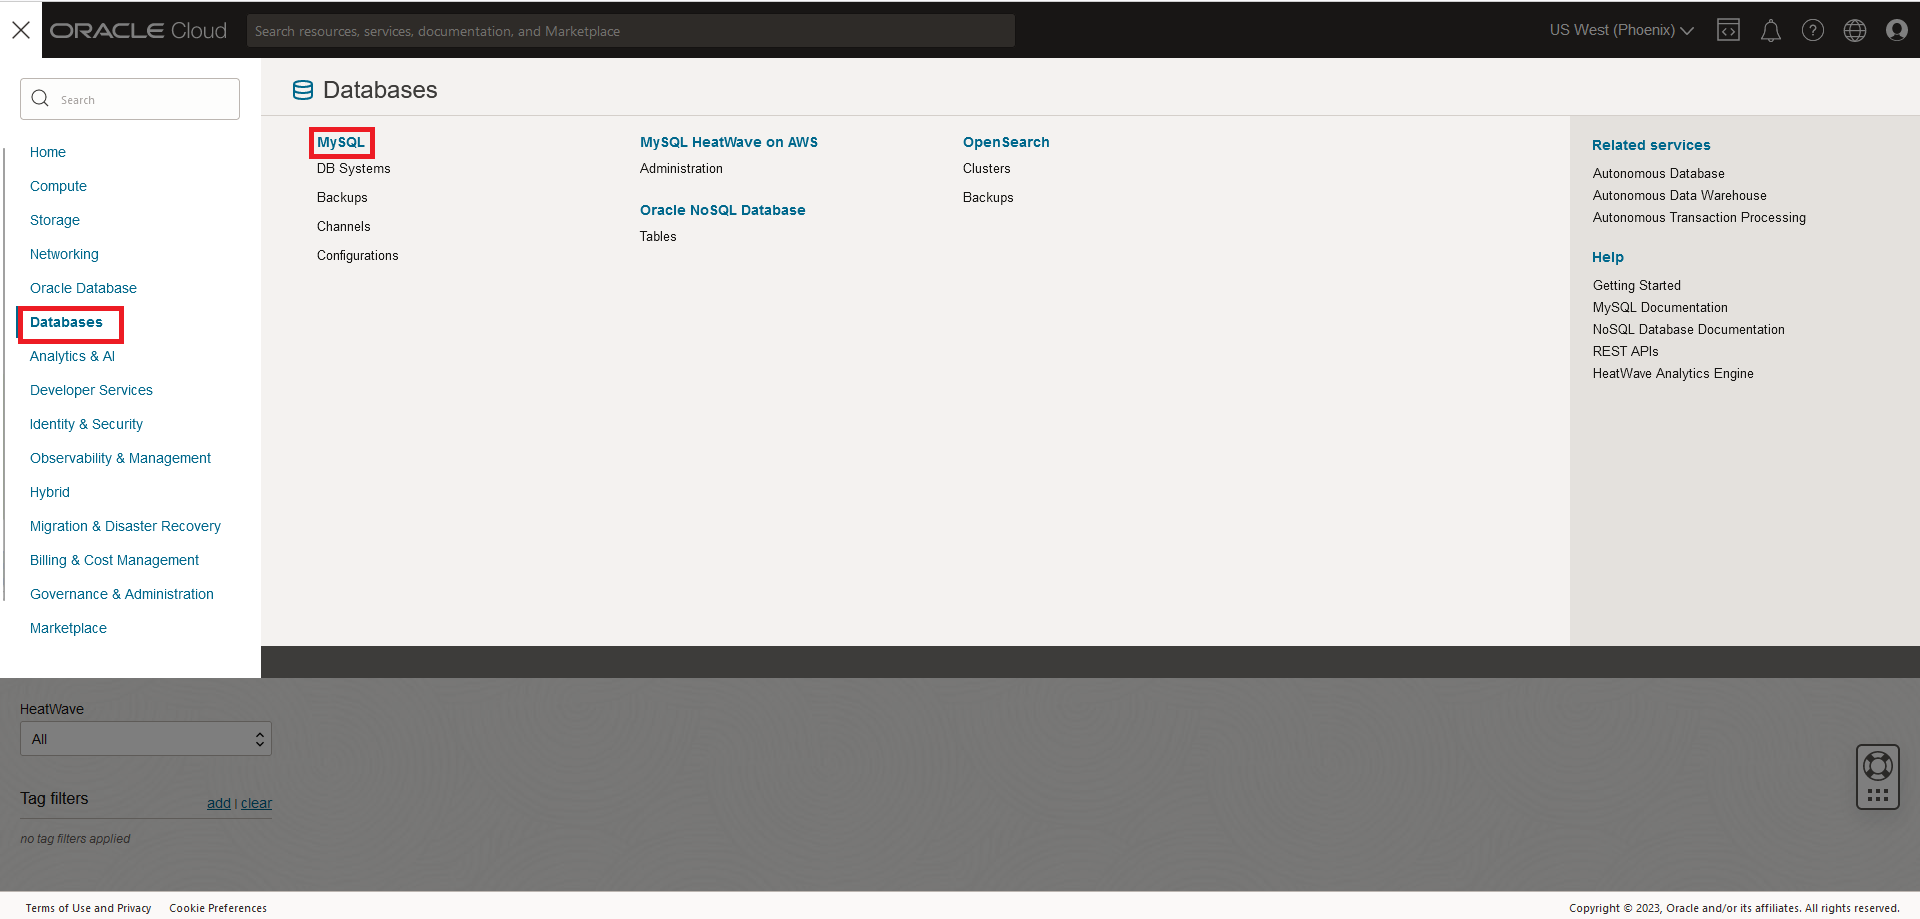 ORACLE Cloud
Search resources, services, documentation, and Marketplace
US West (Phoenix)
Search
Home
Compute
Storage
Networking
Oracle Database
Databases
Analytics & AI
Developer Services
Identity & Security
Observability & Management
Hybrid
Migration & Disaster Recovery
Billing & Cost Management
Governance & Administration
Marketplace
Databases
MySQL
DB Systems
Backups
Channels
Configurations
MySQL HeatWave on AWS
Administration
Oracle NoSQL Database
Tables
OpenSearch
Clusters
Backups
Related services
Autonomous Database
Autonomous Data Warehouse
Autonomous Transaction Processing
Help
Getting Started
MySQL Documentation
NoSQL Database Documentation
REST APIs
HeatWave Analytics Engine
HeatWave
All
Tag filters
add | clear
no tag filters applied
Terms of Use and Privacy Cookie Preferences
Copyright © 2023, Oracle and/or its affiliates. All rights reserved.